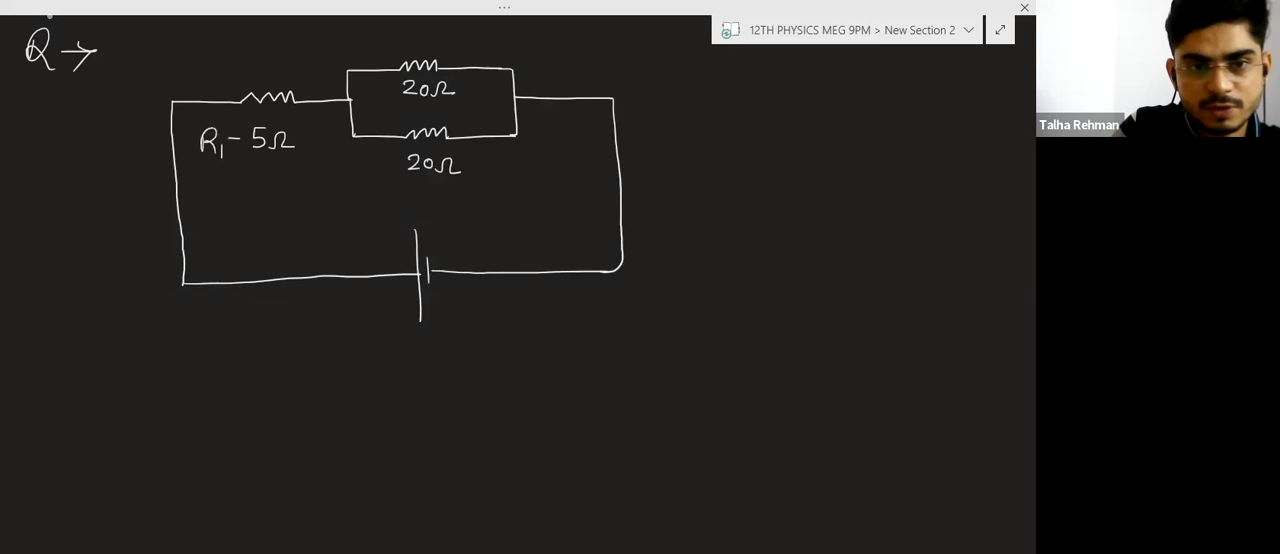 12TH PHYSICS MEG 9PM > New Section 2
Q →
20Ω
R₁ - 5Ω
20Ω
Talha Rehman